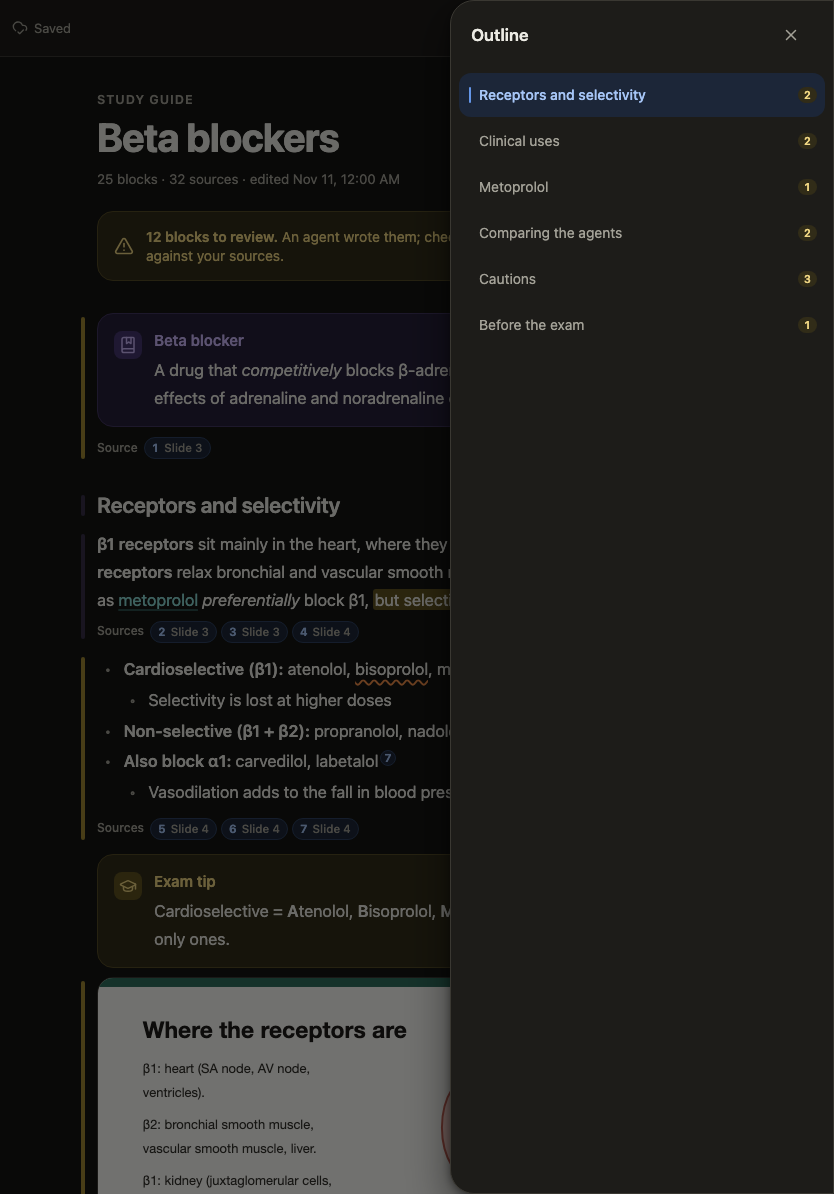 Saved
STUDY GUIDE
Beta blockers
25 blocks · 32 sources · edited Nov 11, 12:00 AM
12 blocks to review. An agent wrote them;
against your sources.
Beta blocker
A drug that competitively blocks
effects of adrenaline and noradrenaline
Source 1 Slide 3
Receptors and selectivity
β1 receptors sit mainly in the heart, where they
receptors relax bronchial and vascular smooth
as metoprolol preferentially block β1, but
Sources 2 Slide 3 3 Slide 3 4 Slide 4
• Cardioselective (β1): atenolol, bisoprolol,
• Selectivity is lost at higher doses
• Non-selective (β1 + β2): propranolol,
• Also block α1: carvedilol, labetalol 7
• Vasodilation adds to the fall in blood
Sources 5 Slide 4 6 Slide 4 7 Slide 4
Exam tip
Cardioselective = Atenolol, Bisoprolol,
only ones.
Where the receptors are
β1: heart (SA node, AV node,
ventricles).
β2: bronchial smooth muscle,
vascular smooth muscle, liver.
β1: kidney (juxtaglomerular cells,
Outline
Receptors and selectivity 2
Clinical uses 2
Metoprolol 1
Comparing the agents 2
Cautions 3
Before the exam 1